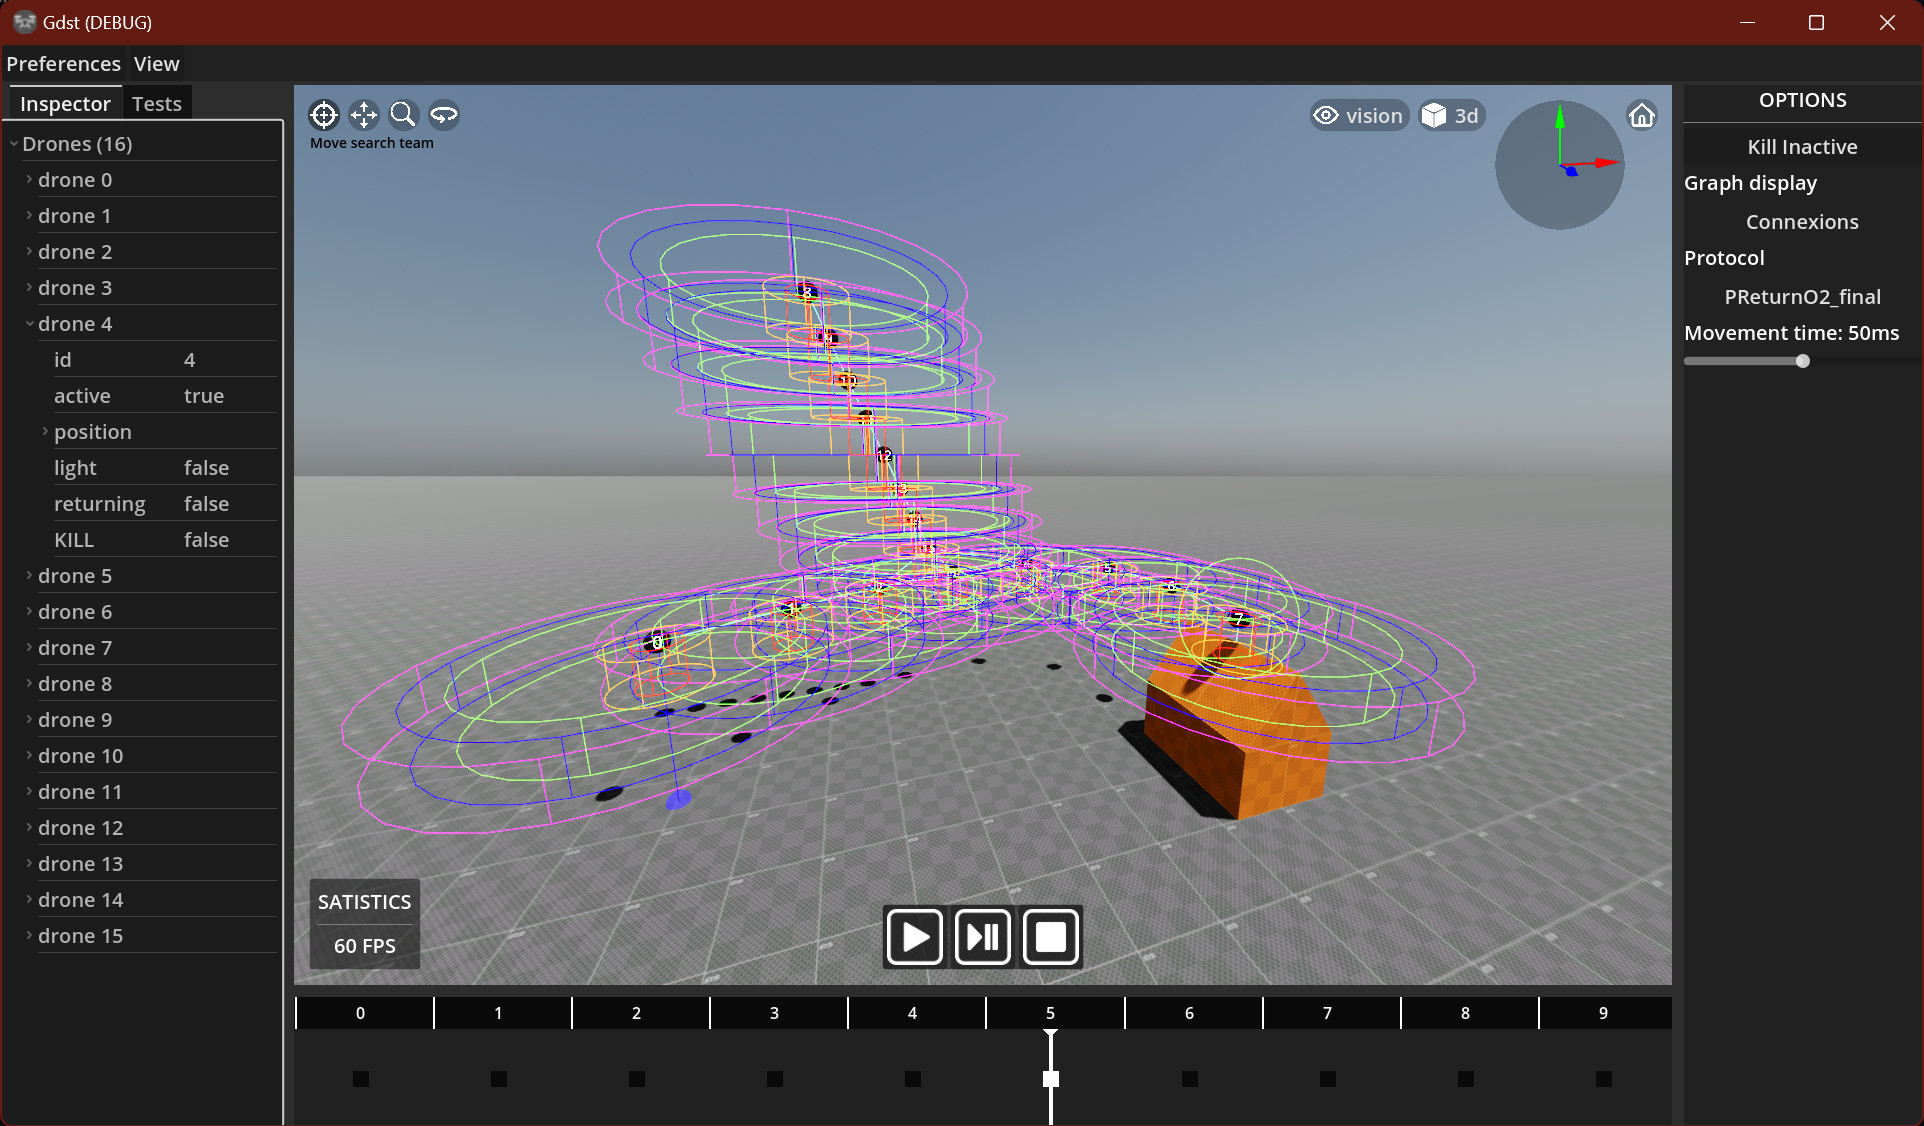 Gdst (DEBUG)
Preferences View
Inspector Tests
Drones (16)
drone 0
drone 1
drone 2
drone 3
drone 4
id 4
active true
position
light false
returning false
KILL false
drone 5
drone 6
drone 7
drone 8
drone 9
drone 10
drone 11
drone 12
drone 13
drone 14
drone 15
Move search team
vision 3d
12
0
7
SATISTICS
60 FPS
0 1 2 3 4 5 6 7 8 9
OPTIONS
Kill Inactive
Graph display
Connexions
Protocol
PReturnO2_final
Movement time: 50ms